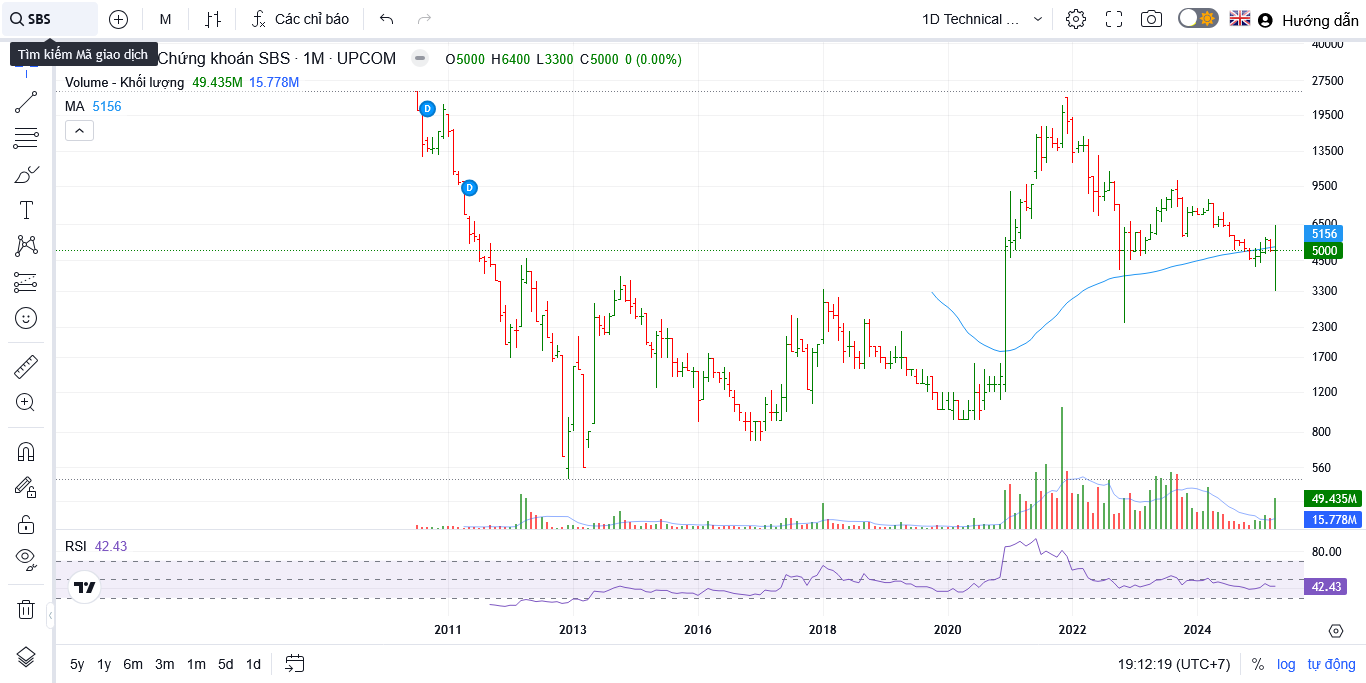 SBS
M
Các chỉ báo
1D Technical ...
Hướng dẫn
Tìm kiếm Mã giao dịch
Chứng khoán SBS · 1M · UPCOM
O5000 H6400 L3300 C5000 0 (0.00%)
Volume - Khối lượng 49.435M 15.778M
MA 5156
D
D
40000
27500
19500
13500
9500
6500
5156
5000
4500
3300
2300
1700
1200
800
560
49.435M
15.778M
RSI 42.43
80.00
42.43
2011
2013
2016
2018
2020
2022
2024
5y 1y 6m 3m 1m 5d 1d
19:12:19 (UTC+7)
% log tự động